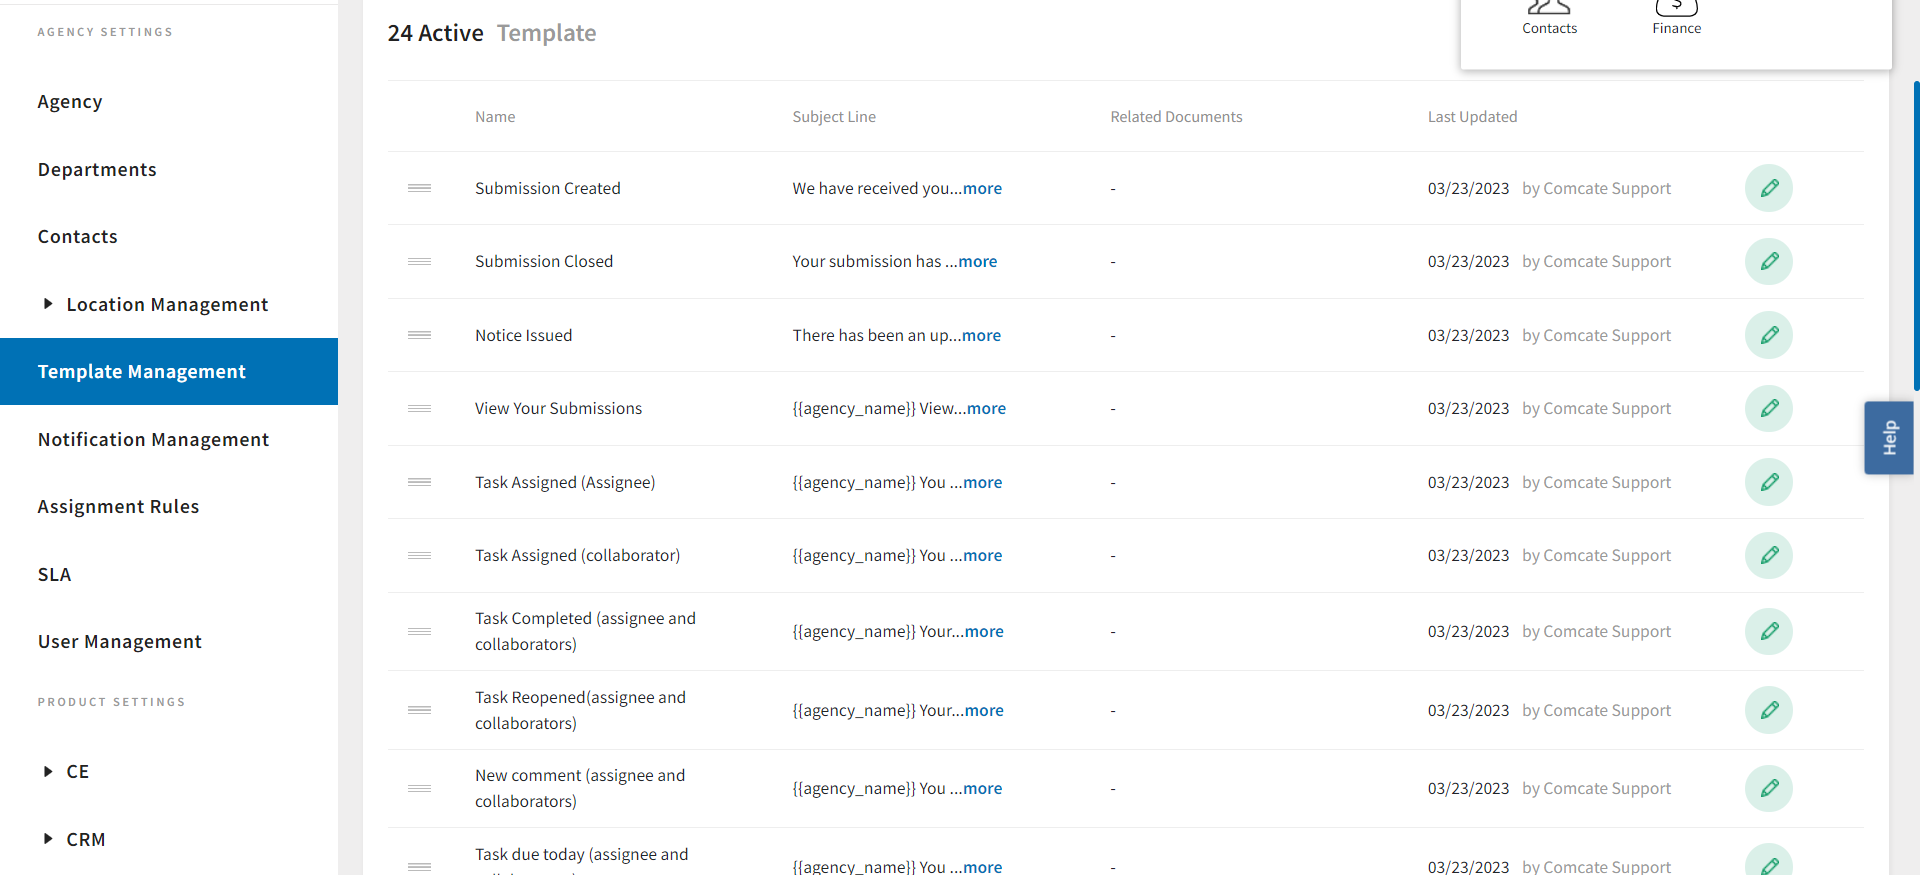 AGENCY SETTINGS
Agency
Departments
Contacts
Location Management
Template Management
Notification Management
Assignment Rules
SLA
User Management
PRODUCT SETTINGS
CE
CRM
Contacts
$
Finance
24 Active Template
Name Subject Line Related Documents Last Updated
Submission Created We have received you...more - 03/23/2023 by Comcate Support
Submission Closed Your submission has ...more - 03/23/2023 by Comcate Support
Notice Issued There has been an up...more - 03/23/2023 by Comcate Support
View Your Submissions {{agency_name}} View...more - 03/23/2023 by Comcate Support
Task Assigned (Assignee) {{agency_name}} You ...more - 03/23/2023 by Comcate Support
Task Assigned (collaborator) {{agency_name}} You ...more - 03/23/2023 by Comcate Support
Task Completed (assignee and
collaborators) {{agency_name}} Your...more - 03/23/2023 by Comcate Support
Task Reopened(assignee and
collaborators) {{agency_name}} Your...more - 03/23/2023 by Comcate Support
New comment (assignee and
collaborators) {{agency_name}} You ...more - 03/23/2023 by Comcate Support
Task due today (assignee and
{{agency_name}} You ...more - 03/23/2023 by Comcate Support
Help